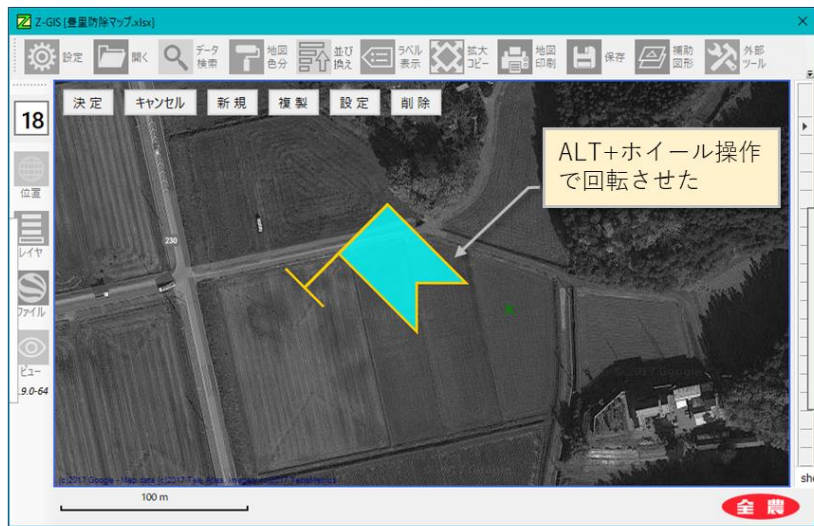 Z-GIS [豊里防除マップ.xlsx]
設定
開く
データ
検索
地図
色分
並び
換え
ラベル
表示
拡大
コピー
地図
印刷
保存
補助
図形
外部
ツール
決定 キャンセル 新規 複製 設定 削除
18
位置
レイヤ
ファイル
ビュー
.9.0-64
ALT+ホイール操作
で回転させた
230
© 2017 Google
100 m
sh
全農